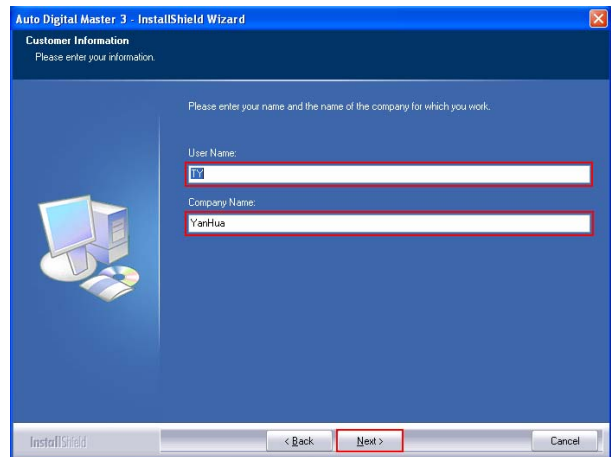 Auto Digital Master 3 - InstallShield Wizard
Customer Information
Please enter your information.
Please enter your name and the name of the company for which you work.
User Name:
TY
Company Name:
YanHua
InstallShield
< Back
Next >
Cancel